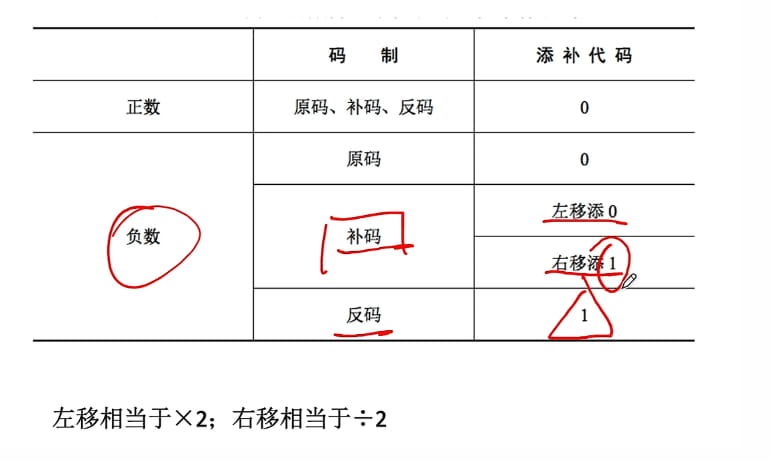 码 制 添补代码
正数 原码、补码、反码 0
原码 0
左移添 0
负数 补码
右移添 1
反码 1
左移相当于×2；右移相当于÷2